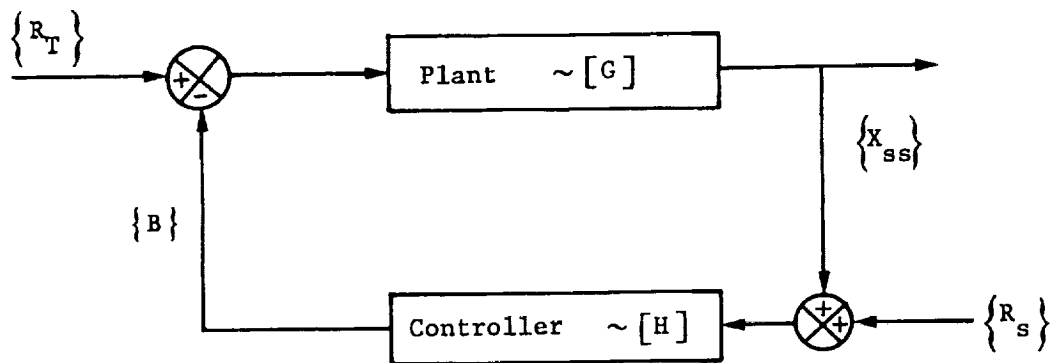 {R_T}
+
-
Plant ~[G]
{X_ss}
{B}
Controller ~[H]
+
+
{R_s}